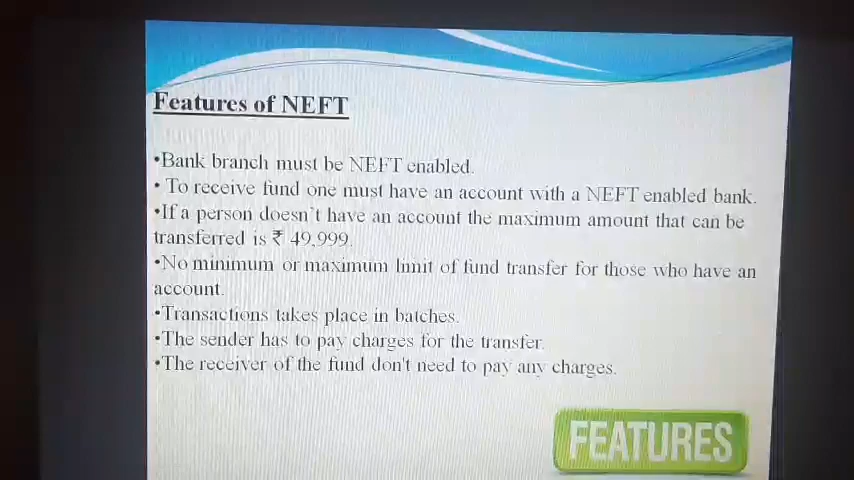 Features of NEFT
•Bank branch must be NEFT enabled.
• To receive fund one must have an account with a NEFT enabled bank.
•If a person doesn't have an account the maximum amount that can be
transferred is ₹ 49,999.
•No minimum or maximum limit of fund transfer for those who have an
account.
•Transactions takes place in batches.
•The sender has to pay charges for the transfer.
•The receiver of the fund don't need to pay any charges.
FEATURES